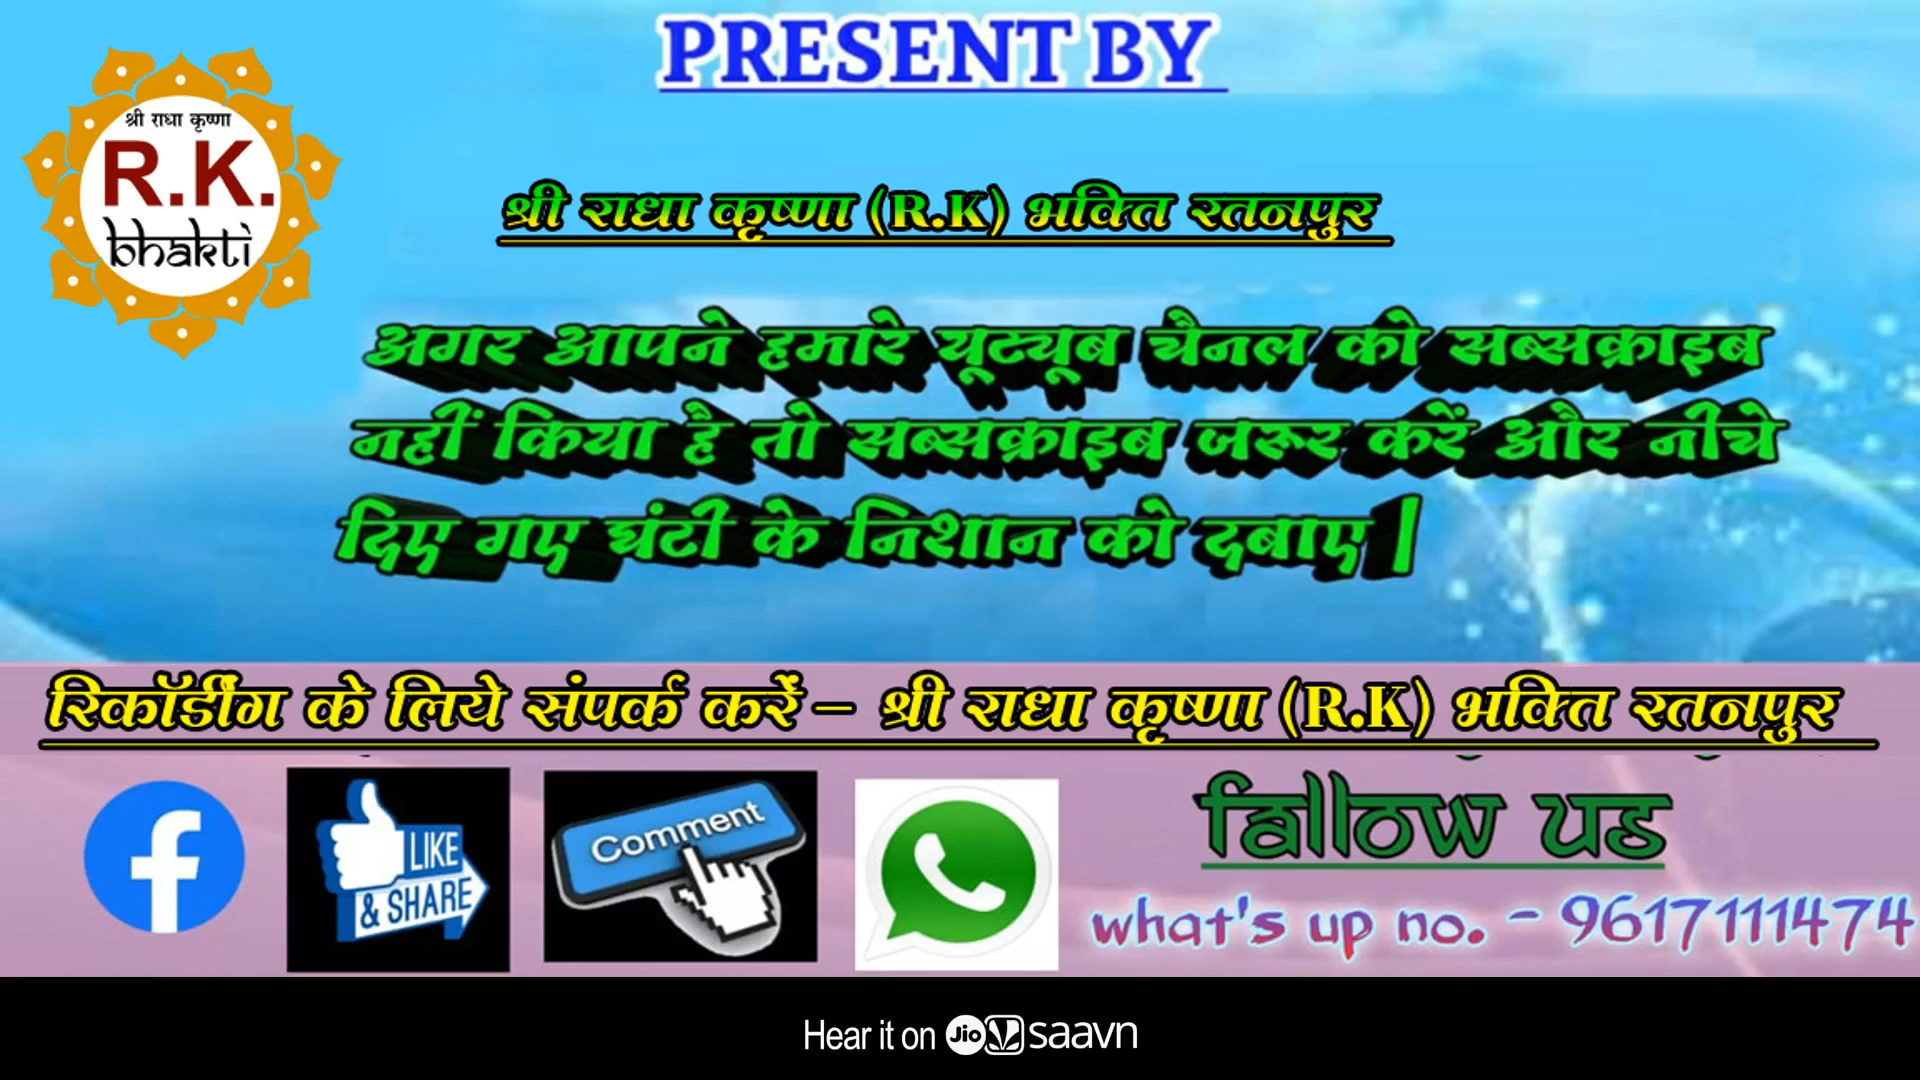 PRESENT BY
श्री राधा कृष्णा
R.K.
bhakti
श्री राधा कृष्णा (R.K) भक्ति रतनपुर
अगर आपने हमारे यूट्यूब चैनल को सब्सक्राइब
नहीं किया है तो सब्सक्राइब जरूर करें और नीचे
दिए गए घंटी के निशान को दबाए |
रिकॉर्डींग के लिये संपर्क करें – श्री राधा कृष्णा (R.K) भक्ति रतनपुर
LIKE
& SHARE
Comment
fallow us
what's up no. - 9617111474
Hear it on Jio saavn